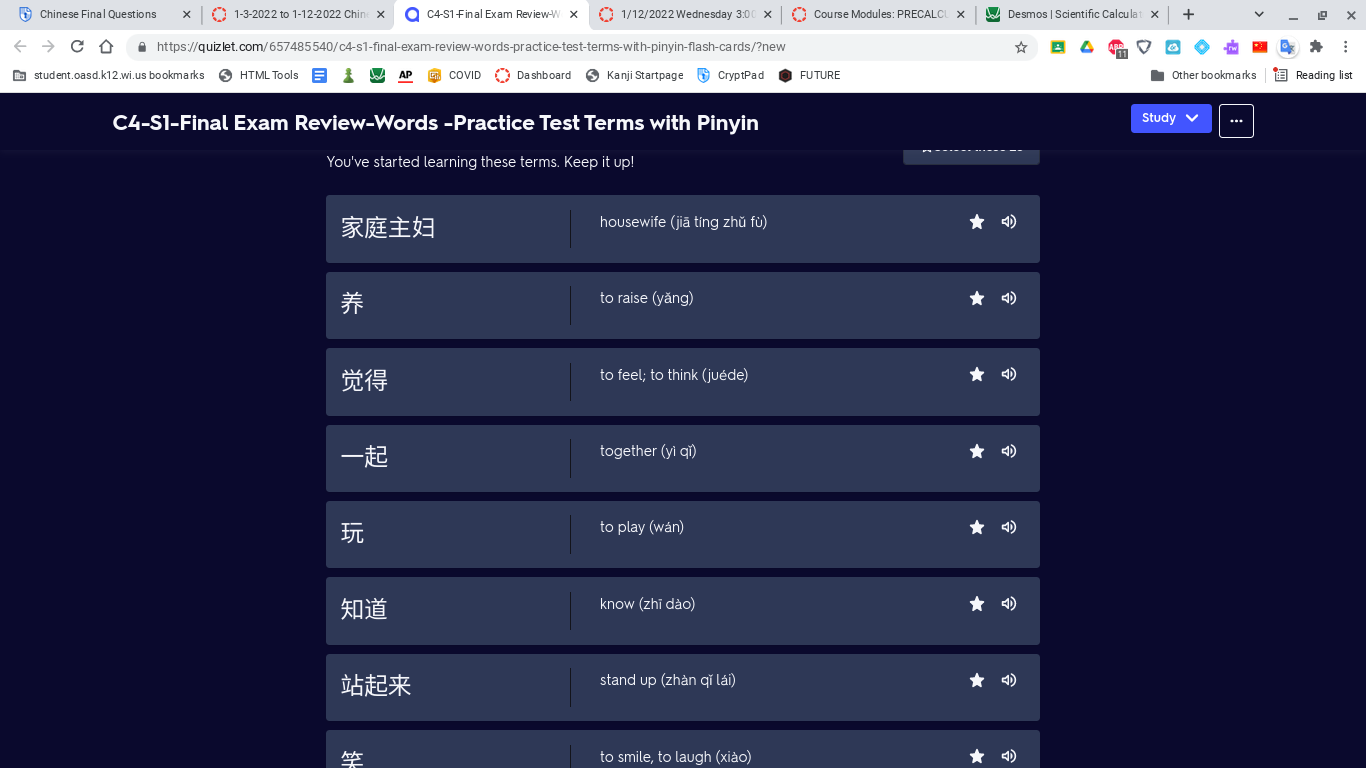 Chinese Final Questions
1-3-2022 to 1-12-2022 Chin
C4-S1-Final Exam Review-W
1/12/2022 Wednesday 3:00
Course Modules: PRECALCU
Desmos | Scientific Calculat
https://quizlet.com/657485540/c4-s1-final-exam-review-words-practice-test-terms-with-pinyin-flash-cards/?new
ABP
11
rw
student.oasd.k12.wi.us bookmarks
HTML Tools
AP
COVID
Dashboard
Kanji Startpage
CryptPad
FUTURE
Other bookmarks
Reading list
C4-S1-Final Exam Review-Words -Practice Test Terms with Pinyin
Study
You've started learning these terms. Keep it up!
家庭主妇
housewife (jiā tíng zhǔ fù)
养
to raise (yǎng)
觉得
to feel; to think (juéde)
一起
together (yì qǐ)
玩
to play (wán)
知道
know (zhī dào)
站起来
stand up (zhàn qǐ lái)
笑
to smile, to laugh (xiào)